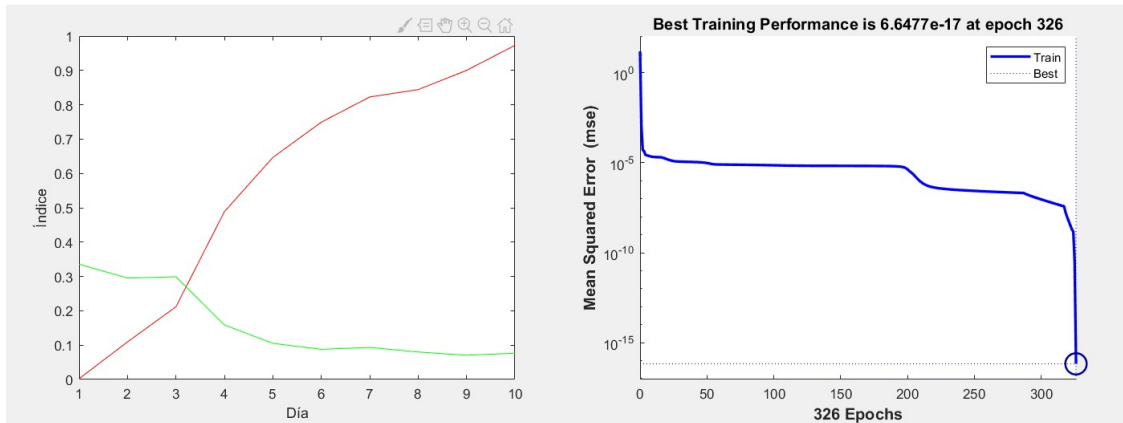 1
0.9
0.8
0.7
0.6
0.5
0.4
0.3
0.2
0.1
0
Índice
1 2 3 4 5 6 7 8 9 10
Día
Best Training Performance is 6.6477e-17 at epoch 326
Train
Best
10^0
10^-5
10^-10
10^-15
Mean Squared Error (mse)
0 50 100 150 200 250 300
326 Epochs